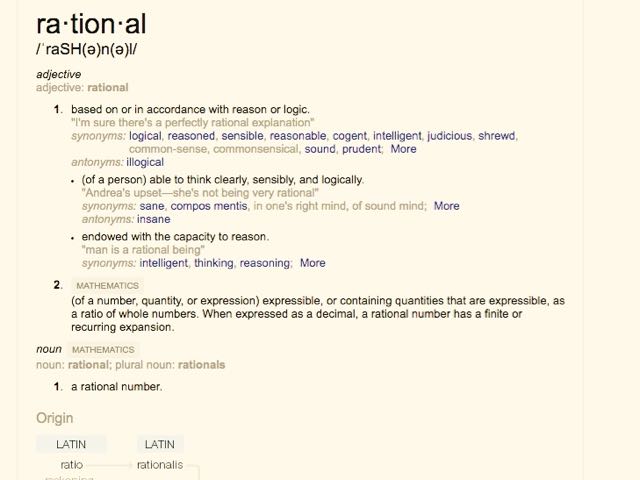 ra·tion·al
/ˈraSH(ə)n(ə)l/
adjective
adjective: rational
1. based on or in accordance with reason or logic.
"I'm sure there's a perfectly rational explanation"
synonyms: logical, reasoned, sensible, reasonable, cogent, intelligent, judicious, shrewd,
common-sense, commonsensical, sound, prudent; More
antonyms: illogical
• (of a person) able to think clearly, sensibly, and logically.
"Andrea's upset—she's not being very rational"
synonyms: sane, compos mentis, in one's right mind, of sound mind; More
antonyms: insane
• endowed with the capacity to reason.
"man is a rational being"
synonyms: intelligent, thinking, reasoning; More
2. MATHEMATICS
(of a number, quantity, or expression) expressible, or containing quantities that are expressible, as
a ratio of whole numbers. When expressed as a decimal, a rational number has a finite or
recurring expansion.
noun MATHEMATICS
noun: rational; plural noun: rationals
1. a rational number.
Origin
LATIN LATIN
ratio rationalis
reckoning